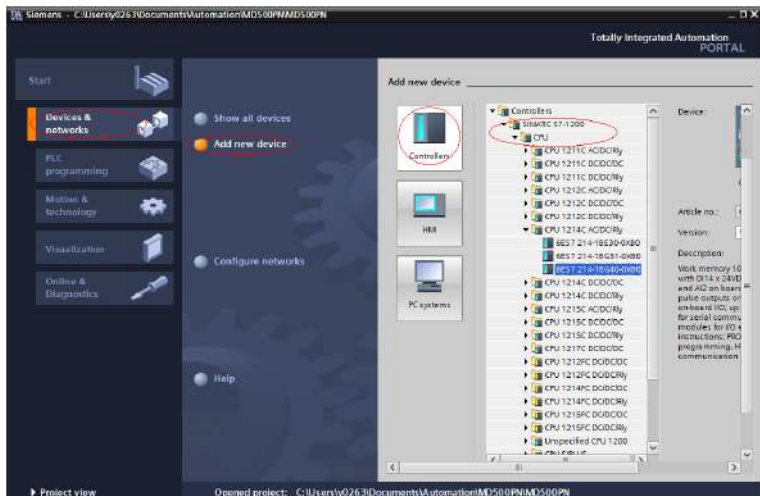 Siemens - C:\Users\y0263\Documents\Automation\MD500PN\MD500PN
Totally Integrated Automation
PORTAL
Start
Devices &
networks
PLC
programming
Motion &
technology
Visualization
Online &
Diagnostics
Show all devices
Add new device
Configure networks
Help
Add new device
Controllers
HMI
PC systems
Controllers
SIMATIC S7-1200
CPU
CPU 1211C AC/DC/Rly
CPU 1211C DC/DC/DC
CPU 1211C DC/DC/Rly
CPU 1212C AC/DC/Rly
CPU 1212C DC/DC/DC
CPU 1212C DC/DC/Rly
CPU 1214C AC/DC/Rly
6ES7 214-1BE30-0XB0
6ES7 214-1BG31-0XB0
6ES7 214-1BG40-0XB0
CPU 1214C DC/DC/DC
CPU 1214C DC/DC/Rly
CPU 1215C AC/DC/Rly
CPU 1215C DC/DC/DC
CPU 1215C DC/DC/Rly
CPU 1217C DC/DC/DC
CPU 1212FC DC/DC/DC
CPU 1212FC DC/DC/Rly
CPU 1214FC DC/DC/DC
CPU 1214FC DC/DC/Rly
CPU 1215FC DC/DC/DC
CPU 1215FC DC/DC/Rly
Unspecified CPU 1200
CPU SIPLUS
Device:
Article no.:
Version:
Description:
Work memory 10
with DI14 x 24VD
and AI2 on board
pulse outputs on
on-board I/O, up
for serial commu
modules for I/O e
instructions; PRO
programming, H
communication
Project view
Opened project: C:\Users\y0263\Documents\Automation\MD500PN\MD500PN